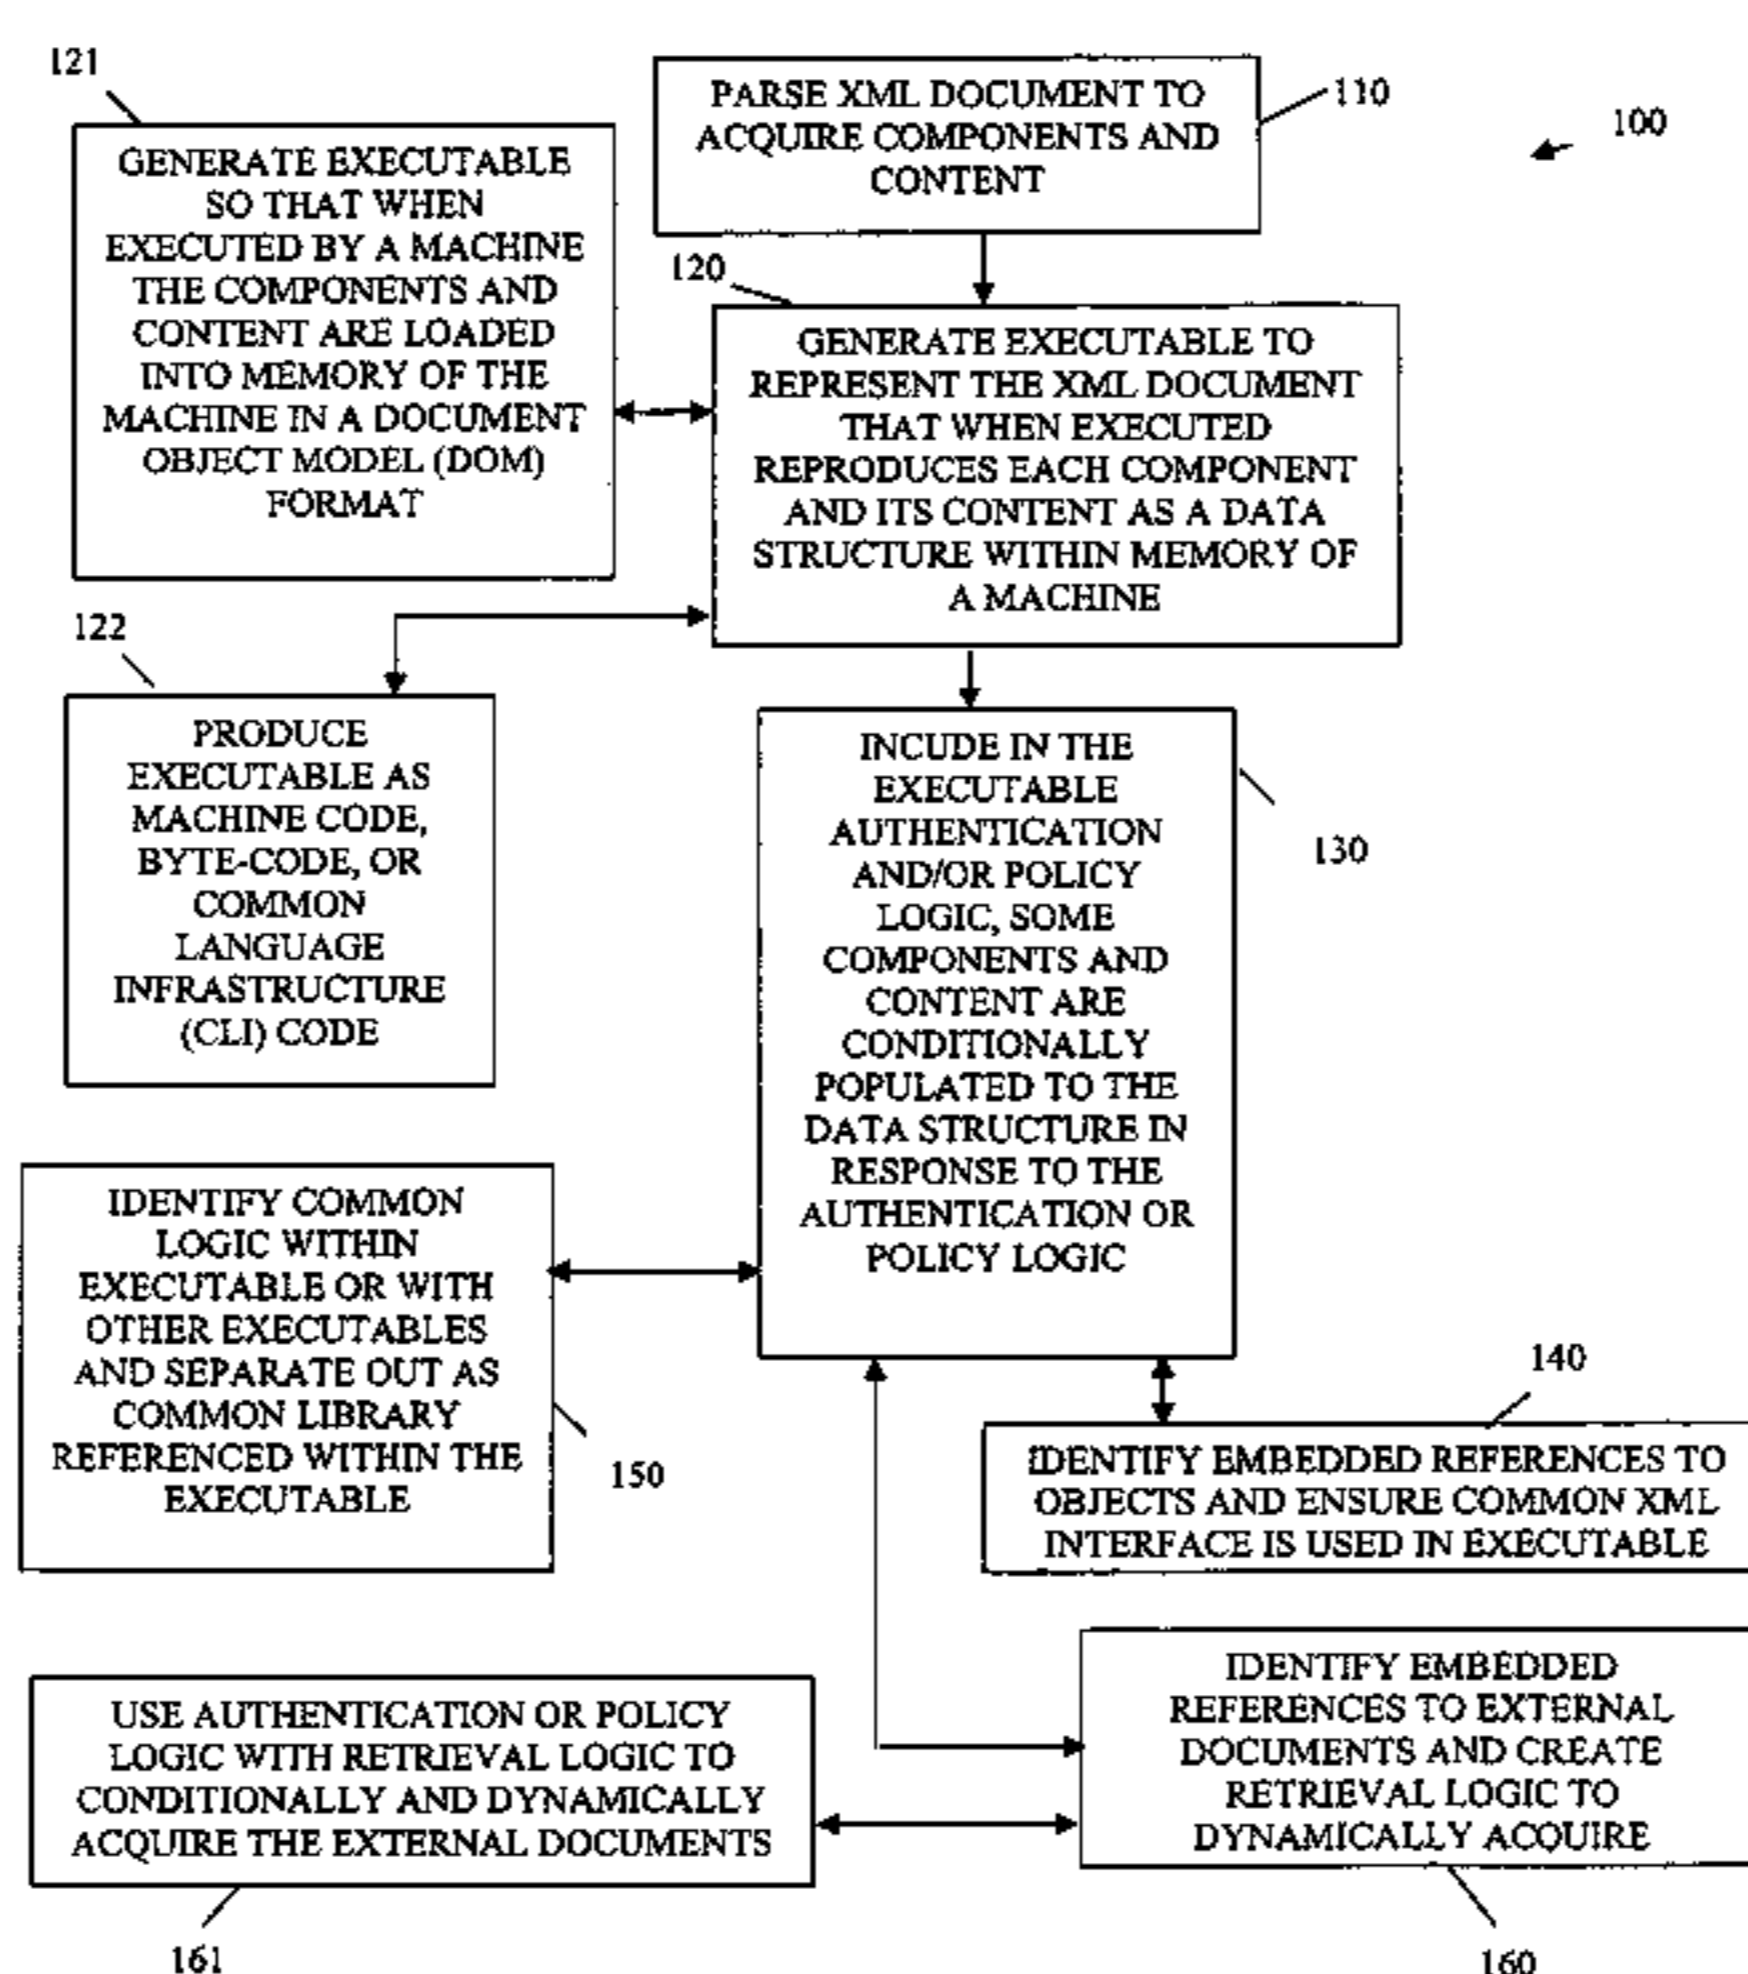 121
GENERATE EXECUTABLE
SO THAT WHEN
EXECUTED BY A MACHINE
THE COMPONENTS AND
CONTENT ARE LOADED
INTO MEMORY OF THE
MACHINE IN A DOCUMENT
OBJECT MODEL (DOM)
FORMAT
PARSE XML DOCUMENT TO
ACQUIRE COMPONENTS AND
CONTENT
110
100
120
GENERATE EXECUTABLE TO
REPRESENT THE XML DOCUMENT
THAT WHEN EXECUTED
REPRODUCES EACH COMPONENT
AND ITS CONTENT AS A DATA
STRUCTURE WITHIN MEMORY OF
A MACHINE
122
PRODUCE
EXECUTABLE AS
MACHINE CODE,
BYTE-CODE, OR
COMMON
LANGUAGE
INFRASTRUCTURE
(CLI) CODE
INCUDE IN THE
EXECUTABLE
AUTHENTICATION
AND/OR POLICY
LOGIC, SOME
COMPONENTS AND
CONTENT ARE
CONDITIONALLY
POPULATED TO THE
DATA STRUCTURE IN
RESPONSE TO THE
AUTHENTICATION OR
POLICY LOGIC
130
IDENTIFY COMMON
LOGIC WITHIN
EXECUTABLE OR WITH
OTHER EXECUTABLES
AND SEPARATE OUT AS
COMMON LIBRARY
REFERENCED WITHIN THE
EXECUTABLE
150
140
IDENTIFY EMBEDDED REFERENCES TO
OBJECTS AND ENSURE COMMON XML
INTERFACE IS USED IN EXECUTABLE
USE AUTHENTICATION OR POLICY
LOGIC WITH RETRIEVAL LOGIC TO
CONDITIONALLY AND DYNAMICALLY
ACQUIRE THE EXTERNAL DOCUMENTS
161
IDENTIFY EMBEDDED
REFERENCES TO EXTERNAL
DOCUMENTS AND CREATE
RETRIEVAL LOGIC TO
DYNAMICALLY ACQUIRE
160